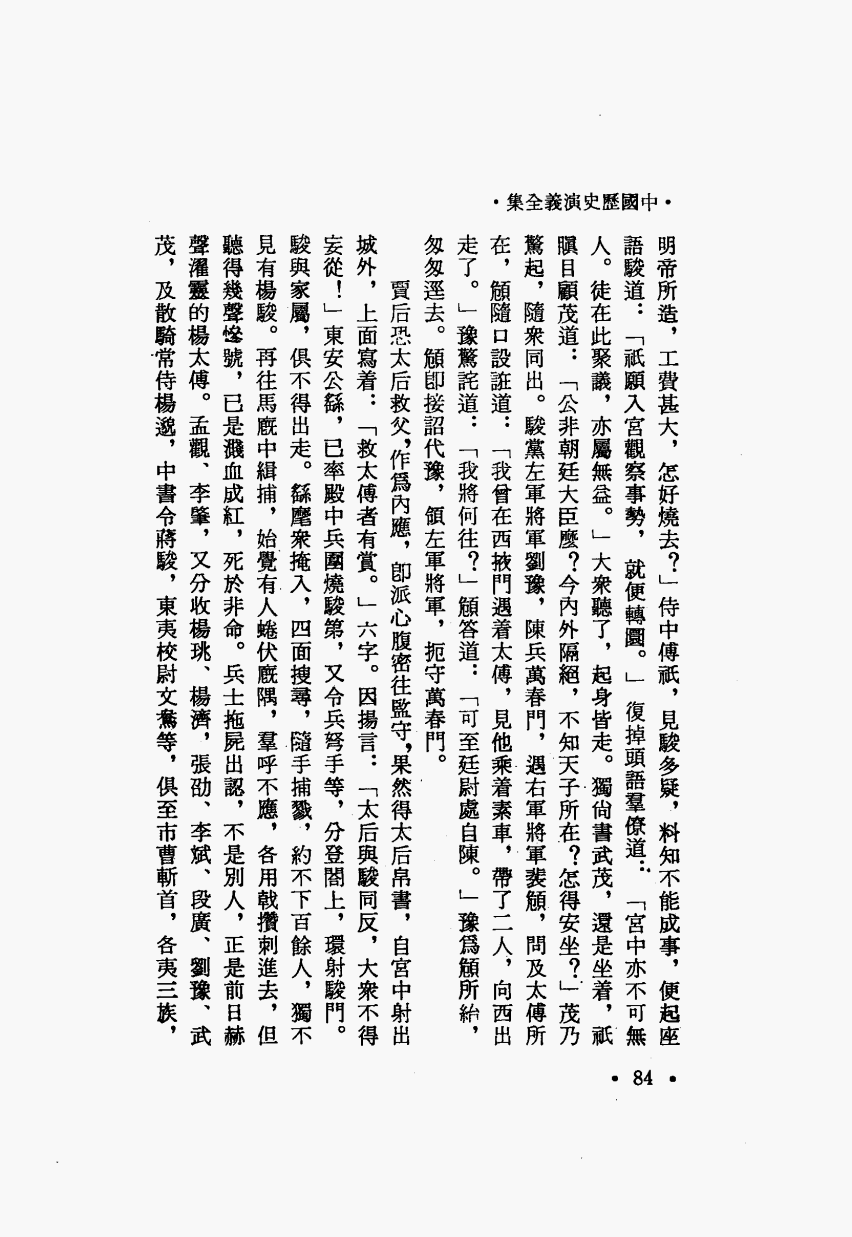 •中國歷史演義全集•
明帝所造，工費甚大，怎好燒去？」侍中傅祇，見駿多疑，料知不能成事，便起座
語駿道：「祇願入宮觀察事勢，就便轉圜。」復掉頭語羣僚道：「宮中亦不可無
人。徒在此聚議，亦屬無益。」大衆聽了，起身皆走。獨尙書武茂，還是坐着，祇
瞋目顧茂道：「公非朝廷大臣麼？今內外隔絕，不知天子所在？怎得安坐？」茂乃
驚起，隨衆同出。駿黨左軍將軍劉豫，陳兵萬春門，遇右軍將軍裴頠，問及太傅所
在，頠隨口設誑道：「我曾在西掖門遇着太傅，見他乘着素車，帶了二人，向西出
走了。」豫驚詫道：「我將何往？」頠答道：「可至廷尉處自陳。」豫爲頠所紿，
匆匆逕去。頠卽接詔代豫，領左軍將軍，扼守萬春門。
賈后恐太后救父，作爲內應，卽派心腹密往監守，果然得太后帛書，自宮中射出
城外，上面寫着：「救太傅者有賞。」六字。因揚言：「太后與駿同反，大衆不得
妄從！」東安公繇，已率殿中兵圍燒駿第，又令兵弩手等，分登閣上，環射駿門。
駿與家屬，俱不得出走。繇麾衆掩入，四面搜尋，隨手捕戮，約不下百餘人，獨不
見有楊駿。再往馬廐中緝捕，始覺有人蜷伏廐隅，羣呼不應，各用戟攢刺進去，但
聽得幾聲慘號，已是濺血成紅，死於非命。兵士拖屍出認，不是別人，正是前日赫
聲濯靈的楊太傅。孟觀、李肇，又分收楊珧、楊濟，張劭、李斌、段廣、劉豫、武
茂，及散騎常侍楊邈，中書令蔣駿，東夷校尉文鴦等，俱至市曹斬首，各夷三族，
• 84 •